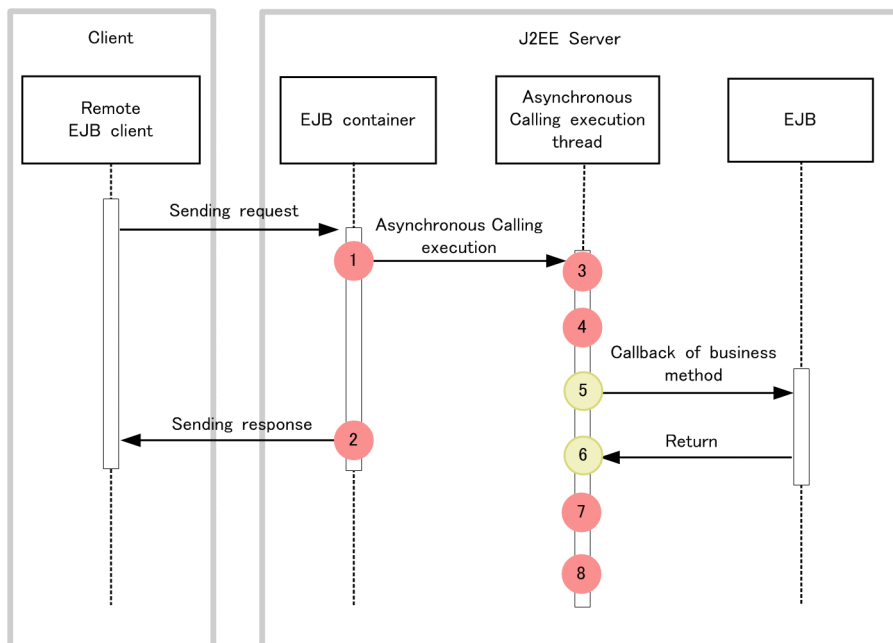 Client
J2EE Server
Remote
EJB client
EJB container
Asynchronous
Calling execution
thread
EJB
Sending request
Asynchronous Calling
execution
1
3
4
Callback of business
method
5
Sending response
2
Return
6
7
8